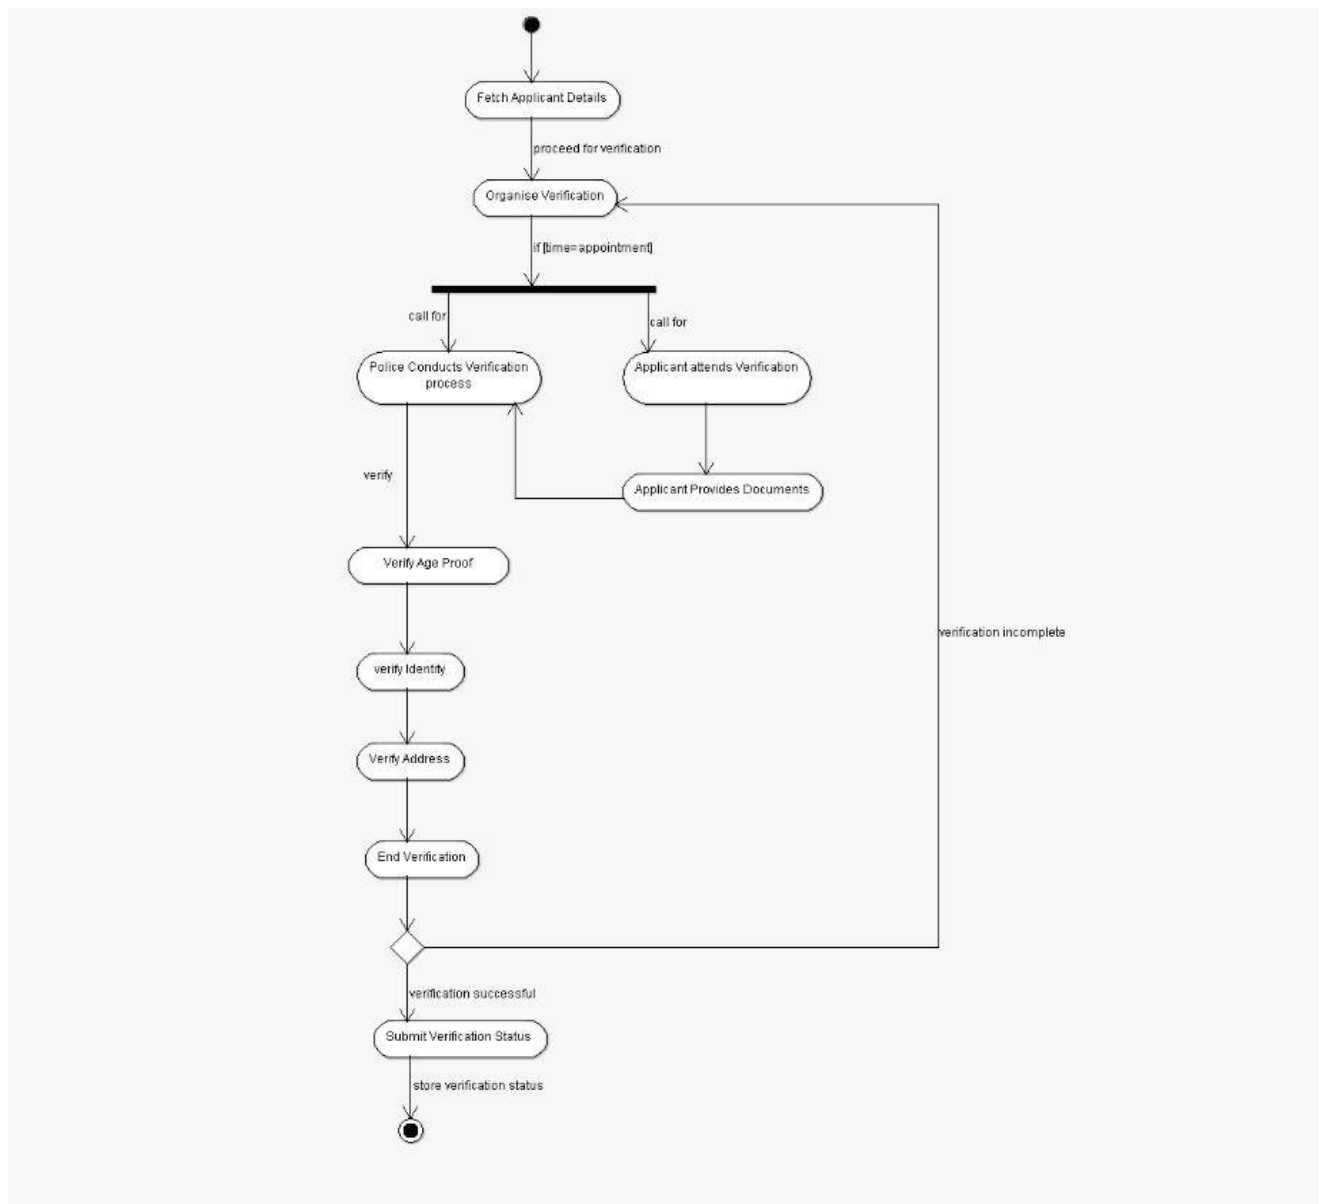 Fetch Applicant Details
proceed for verification
Organise Verification
if [time=appointment]
call for
call for
Police Conducts Verification
process
Applicant attends Verification
verify
Applicant Provides Documents
Verify Age Proof
verification incomplete
verify Identity
Verify Address
End Verification
verification successful
Submit Verification Status
store verification status